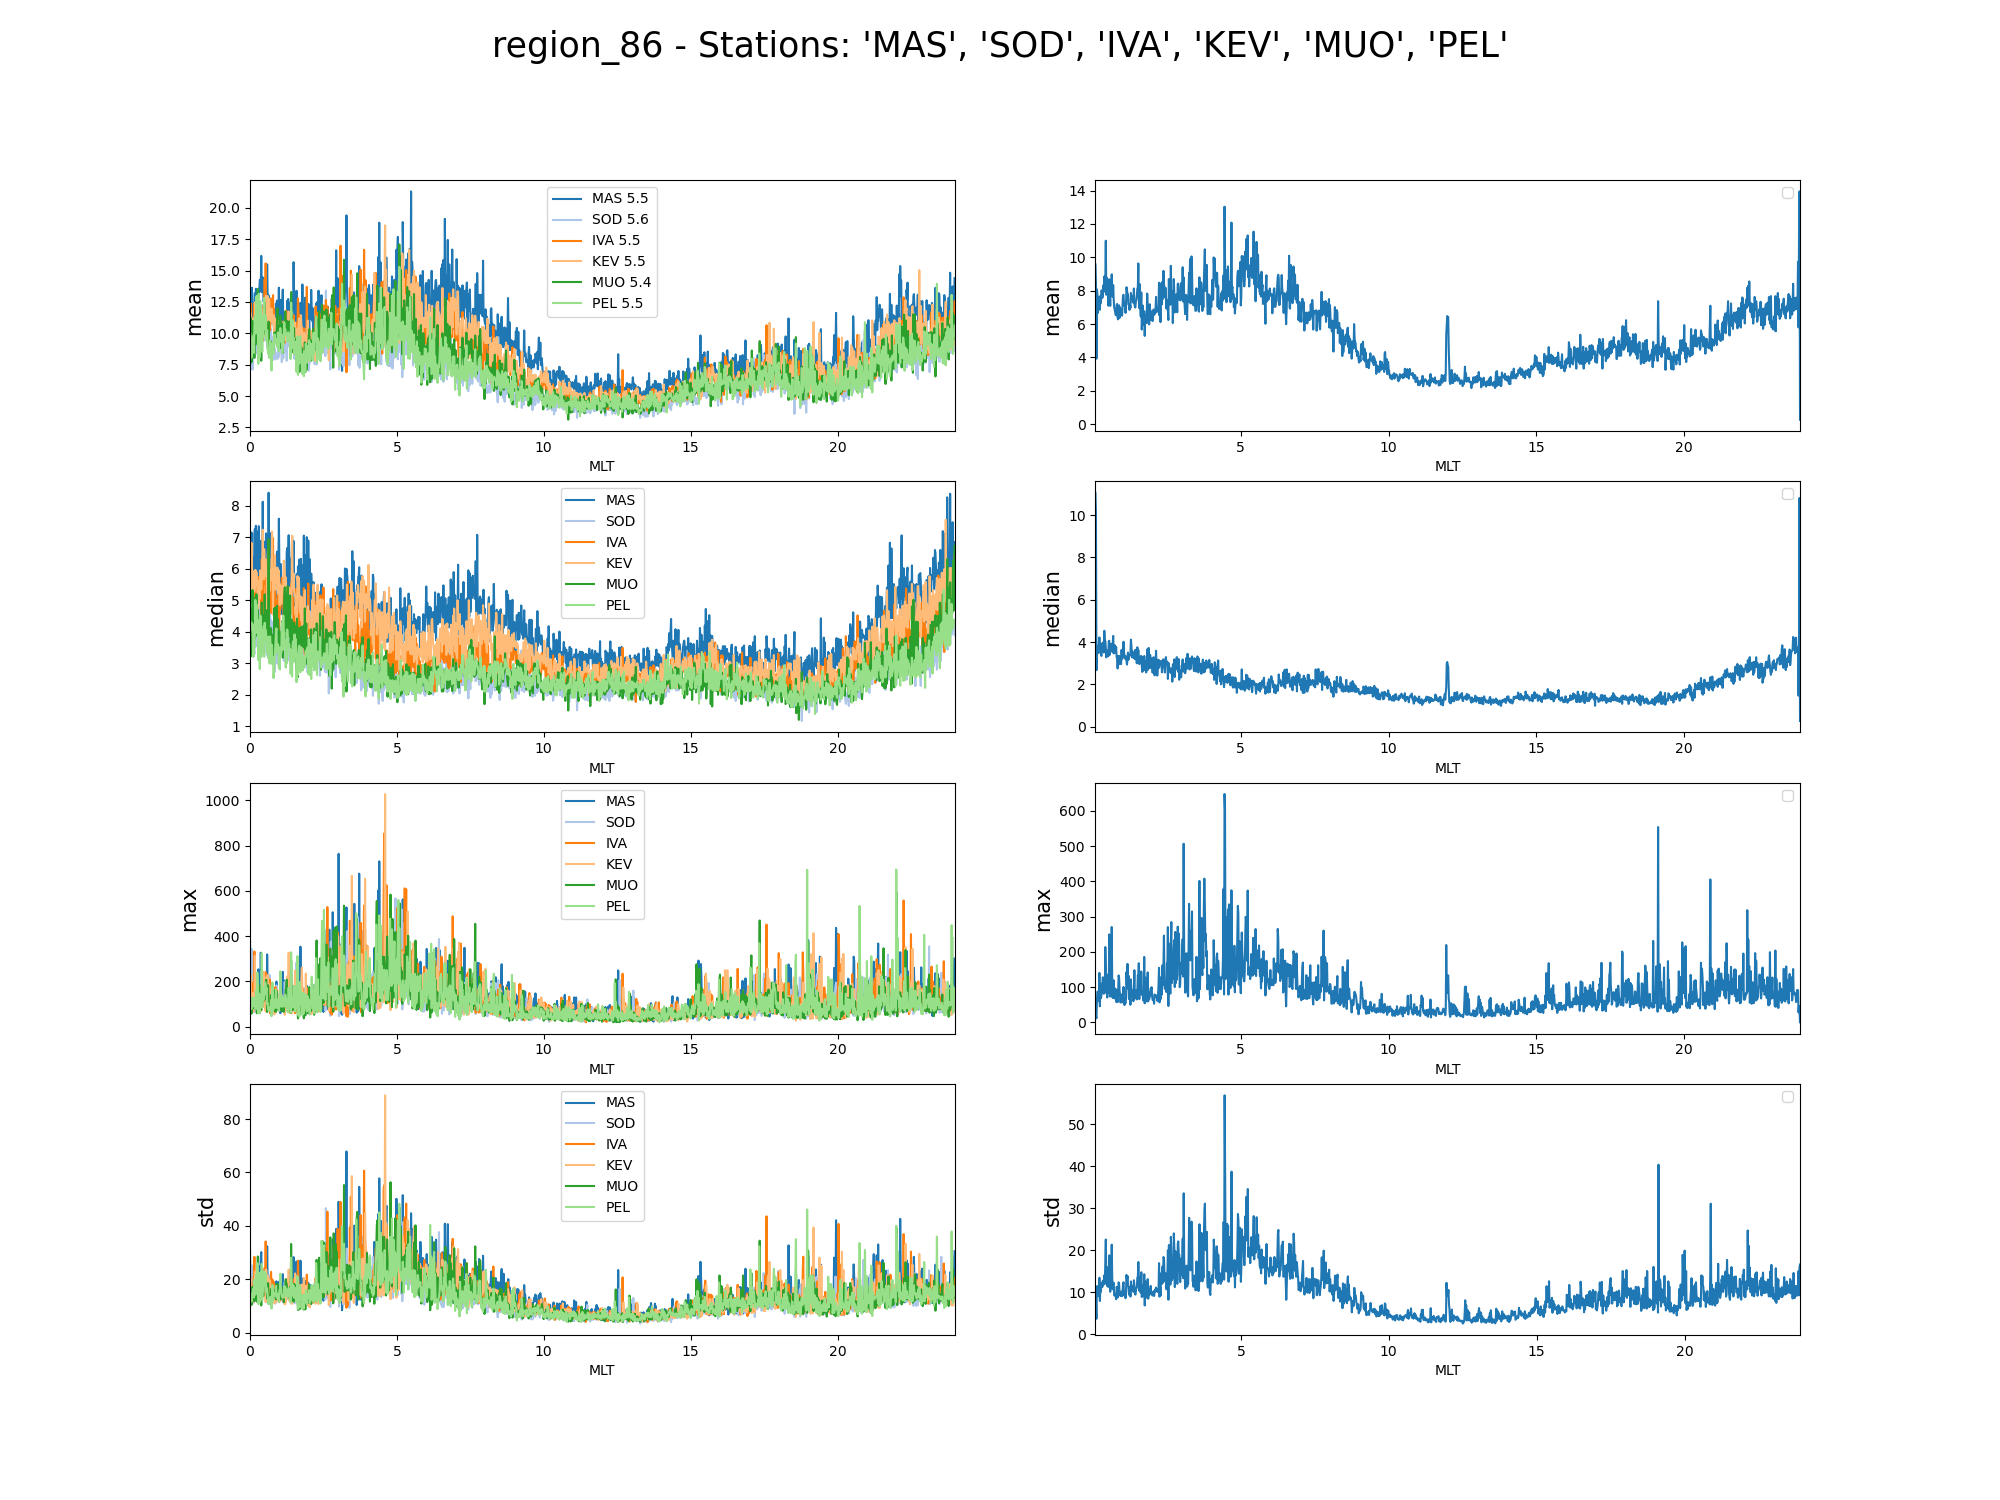 region_86 - Stations: 'MAS', 'SOD', 'IVA', 'KEV', 'MUO', 'PEL'
mean
20.0
17.5
15.0
12.5
10.0
7.5
5.0
2.5
MAS 5.5
SOD 5.6
IVA 5.5
KEV 5.5
MUO 5.4
PEL 5.5
0 5 10 15 20
MLT
mean
14
12
10
8
6
4
2
0
5 10 15 20
MLT
median
8
7
6
5
4
3
2
1
MAS
SOD
IVA
KEV
MUO
PEL
0 5 10 15 20
MLT
median
10
8
6
4
2
0
5 10 15 20
MLT
max
1000
800
600
400
200
0
MAS
SOD
IVA
KEV
MUO
PEL
0 5 10 15 20
MLT
max
600
500
400
300
200
100
0
5 10 15 20
MLT
std
80
60
40
20
0
MAS
SOD
IVA
KEV
MUO
PEL
0 5 10 15 20
MLT
std
50
40
30
20
10
0
5 10 15 20
MLT